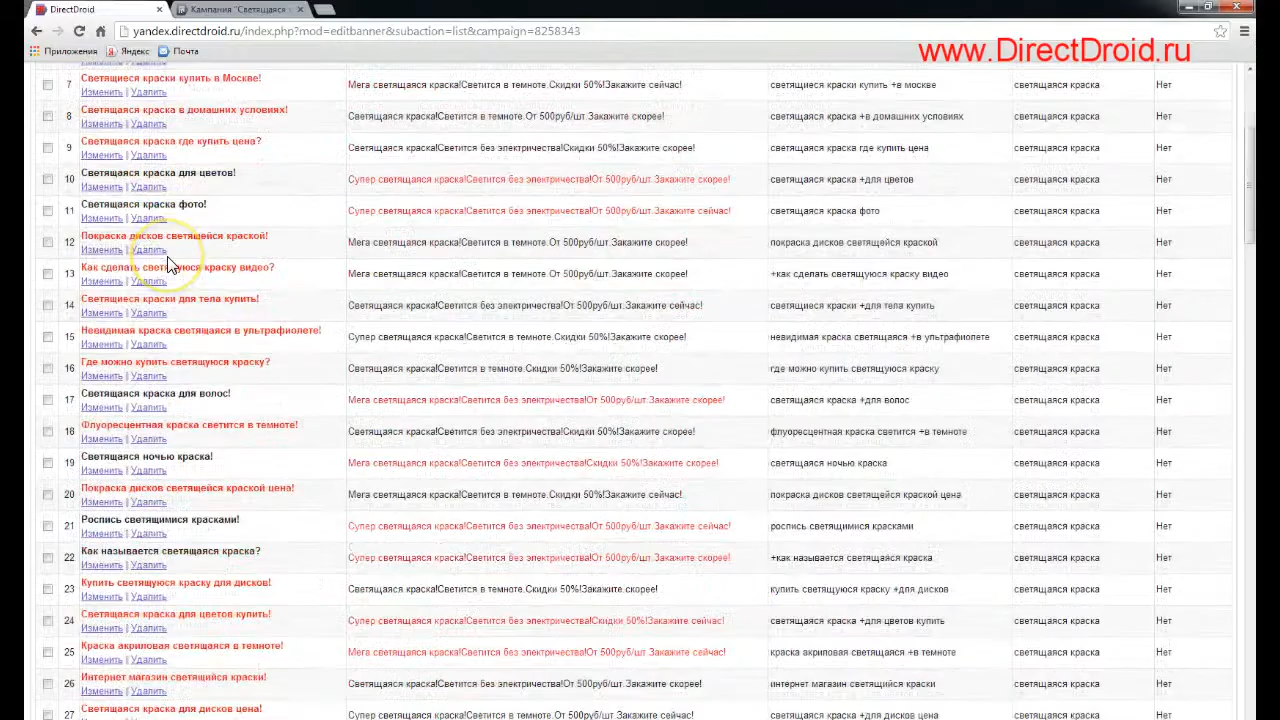 DirectDroid
Кампания "Светящаяся
yandex.directdroid.ru/index.php?mod=editbanner&subaction=list&campaigh=8258343
Приложения Яндекс Почта
www.DirectDroid.ru
7 Светящиеся краски купить в Москве! Мега светящаяся краска!Светится в темноте.Скидки 50%!Закажите сейчас! светящиеся краски купить +в москве светящаяся краска Нет
Изменить | Удалить
8 Светящаяся краска в домашних условиях! Светящаяся краска!Светится в темноте.От 500руб/шт.Закажите скорее! светящаяся краска +в домашних условиях светящаяся краска Нет
Изменить | Удалить
9 Светящаяся краска где купить цена? Светящаяся краска!Светится без электричества!Скидки 50%!Закажите скорее! светящаяся краска где купить цена светящаяся краска Нет
Изменить | Удалить
10 Светящаяся краска для цветов! Супер светящаяся краска!Светится без электричества!От 500руб/шт.Закажите скорее! светящаяся краска +для цветов светящаяся краска Нет
Изменить | Удалить
11 Светящаяся краска фото! Супер светящаяся краска!Светится без электричества!От 500руб/шт.Закажите сейчас! светящаяся краска фото светящаяся краска Нет
Изменить | Удалить
12 Покраска дисков светящейся краской! Мега светящаяся краска!Светится в темноте.От 500руб/шт.Закажите скорее! покраска дисков светящейся краской светящаяся краска Нет
Изменить | Удалить
13 Как сделать светящуюся краску видео? Мега светящаяся краска!Светится в темноте.От 500руб/шт.Закажите сейчас! +как сделать светящуюся краску видео светящаяся краска Нет
Изменить | Удалить
14 Светящиеся краски для тела купить! Светящаяся краска!Светится без электричества!От 500руб/шт.Закажите сейчас! светящиеся краски +для тела купить светящаяся краска Нет
Изменить | Удалить
15 Невидимая краска светящаяся в ультрафиолете! Супер светящаяся краска!Светится в темноте.Скидки 50%!Закажите скорее! невидимая краска светящаяся +в ультрафиолете светящаяся краска Нет
Изменить | Удалить
16 Где можно купить светящуюся краску? Светящаяся краска!Светится в темноте.Скидки 50%!Закажите скорее! где можно купить светящуюся краску светящаяся краска Нет
Изменить | Удалить
17 Светящаяся краска для волос! Мега светящаяся краска!Светится без электричества!От 500руб/шт.Закажите скорее! светящаяся краска +для волос светящаяся краска Нет
Изменить | Удалить
18 Флуоресцентная краска светится в темноте! Светящаяся краска!Светится без электричества!Скидки 50%!Закажите скорее! флуоресцентная краска светится +в темноте светящаяся краска Нет
Изменить | Удалить
19 Светящаяся ночью краска! Мега светящаяся краска!Светится без электричества!Скидки 50%!Закажите скорее! светящаяся ночью краска светящаяся краска Нет
Изменить | Удалить
20 Покраска дисков светящейся краской цена! Мега светящаяся краска!Светится в темноте.Скидки 50%!Закажите сейчас! покраска дисков светящейся краской цена светящаяся краска Нет
Изменить | Удалить
21 Роспись светящимися красками! Супер светящаяся краска!Светится без электричества!От 500руб/шт.Закажите сейчас! роспись светящимися красками светящаяся краска Нет
Изменить | Удалить
22 Как называется светящаяся краска? Супер светящаяся краска!Светится без электричества!От 500руб/шт.Закажите скорее! +как называется светящаяся краска светящаяся краска Нет
Изменить | Удалить
23 Купить светящуюся краску для дисков! Светящаяся краска!Светится в темноте.Скидки 50%!Закажите скорее! купить светящуюся краску +для дисков светящаяся краска Нет
Изменить | Удалить
24 Светящаяся краска для цветов купить! Супер светящаяся краска!Светится без электричества!Скидки 50%!Закажите сейчас! светящаяся краска +для цветов купить светящаяся краска Нет
Изменить | Удалить
25 Краска акриловая светящаяся в темноте! Мега светящаяся краска!Светится без электричества!От 500руб/шт.Закажите сейчас! краска акриловая светящаяся +в темноте светящаяся краска Нет
Изменить | Удалить
26 Интернет магазин светящийся краски! Светящаяся краска!Светится без электричества!От 500руб/шт.Закажите скорее! интернет магазин светящийся краски светящаяся краска Нет
Изменить | Удалить
27 Светящаяся краска для дисков цена! Супер светящаяся краска!Светится в темноте.От 500руб/шт.Закажите сейчас! светящаяся краска +для дисков цена светящаяся краска Нет